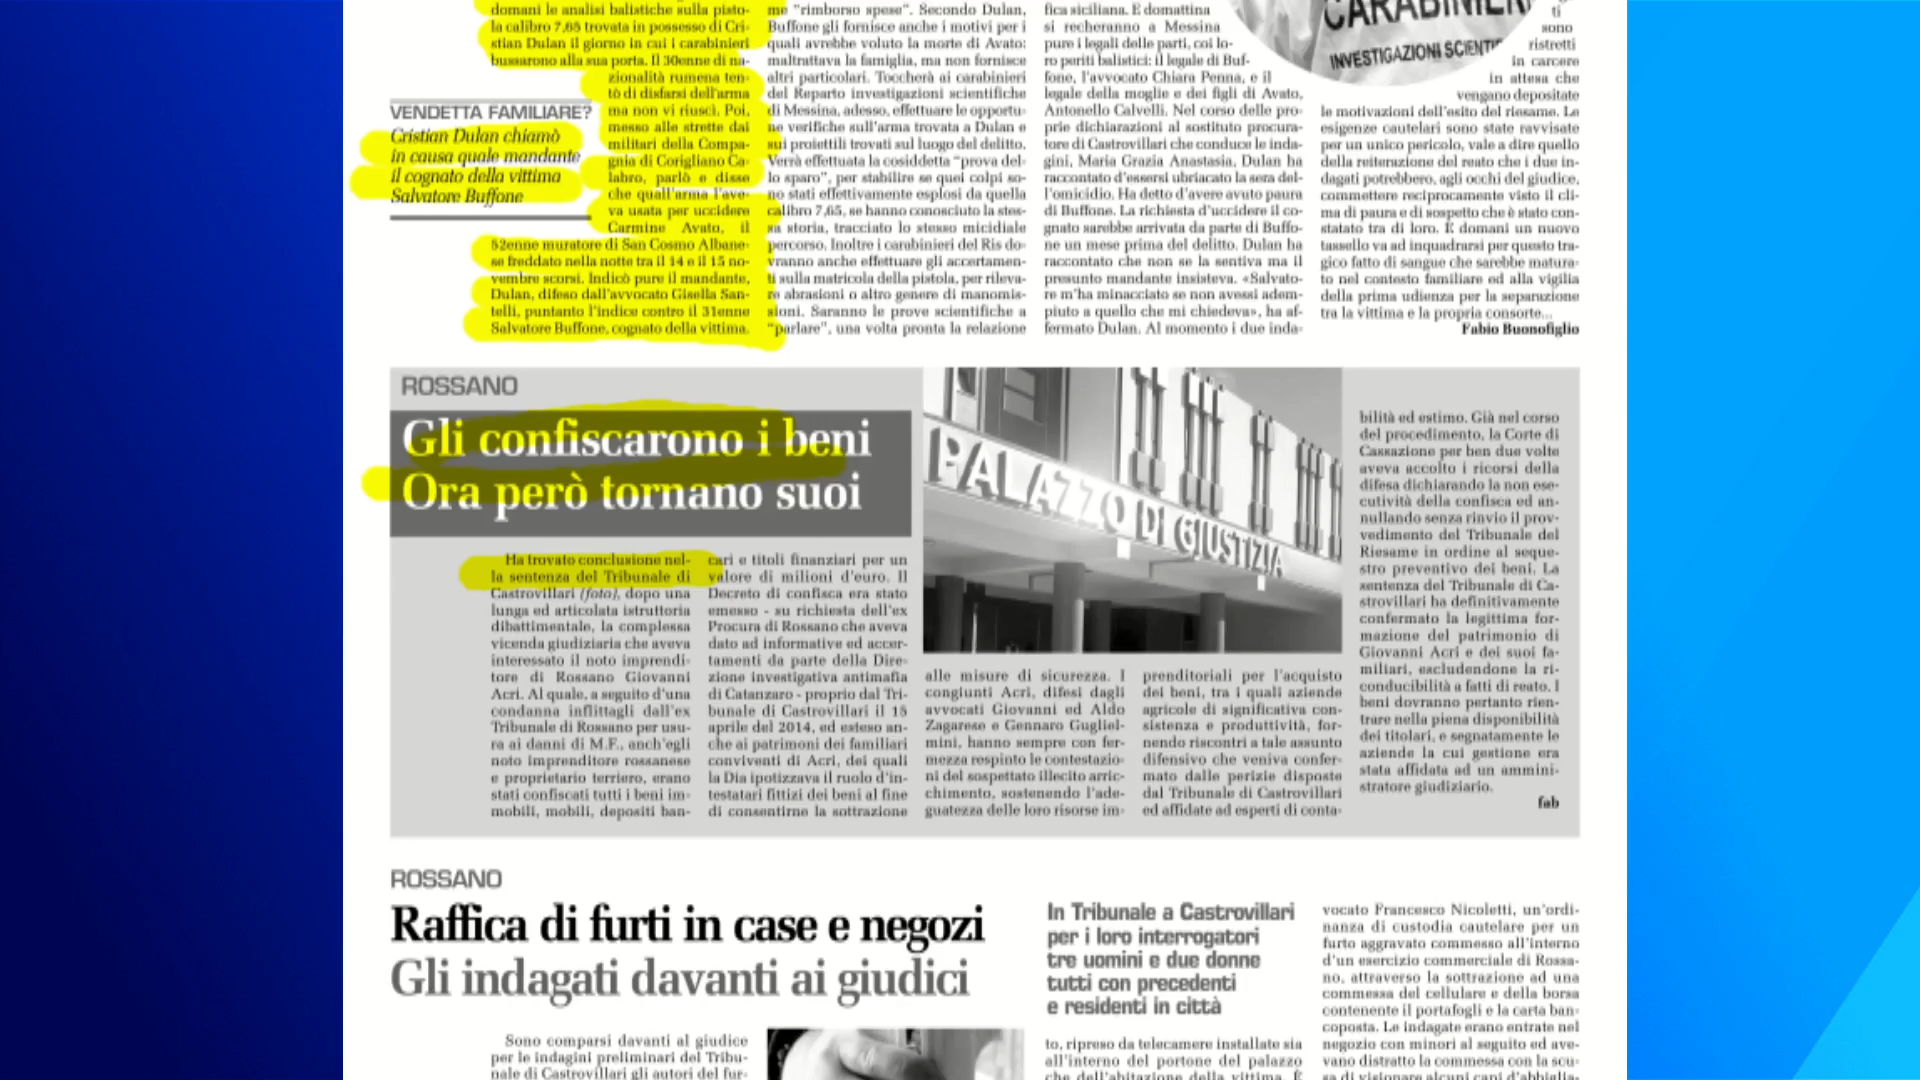 domani le analisi balistiche sulla pisto-
la calibro 7,65 trovata in possesso di Cri-
stian Dulan il giorno in cui i carabinieri
bussarono alla sua porta. Il 30enne di na-
zionalità rumena ten-
tò di disfarsi dell'arma
ma non vi riuscì. Poi,
messo alle strette dai
militari della Compa-
gnia di Corigliano Ca-
labro, parlò e disse
che quall'arma l'ave-
va usata per uccidere
Carmine Avato, il
52enne muratore di San Cosmo Albane-
se freddato nella notte tra il 14 e il 15 no-
vembre scorsi. Indicò pure il mandante,
Dulan, difeso dall'avvocato Gisella San-
telli, puntanto l'indice contro il 31enne
Salvatore Buffone, cognato della vittima.
VENDETTA FAMILIARE?
Cristian Dulan chiamò
in causa quale mandante
il cognato della vittima
Salvatore Buffone
me "rimborso spese". Secondo Dulan,
Buffone gli fornisce anche i motivi per i
quali avrebbe voluto la morte di Avato:
maltrattava la famiglia, ma non fornisce
altri particolari. Toccherà ai carabinieri
del Reparto investigazioni scientifiche
di Messina, adesso, effettuare le opportu-
ne verifiche sull'arma trovata a Dulan e
sui proiettili trovati sul luogo del delitto.
Verrà effettuata la cosiddetta "prova del-
lo sparo", per stabilire se quei colpi so-
no stati effettivamente esplosi da quella
calibro 7,65, se hanno conosciuto la stes-
sa storia, tracciato lo stesso micidiale
percorso. Inoltre i carabinieri del Ris do-
vranno anche effettuare gli accertamen-
ti sulla matricola della pistola, per rileva-
re abrasioni o altro genere di manomis-
sioni. Saranno le prove scientifiche a
"parlare", una volta pronta la relazione
fica siciliana. E domattina
si recheranno a Messina
pure i legali delle parti, coi lo-
ro periti balistici: il legale di Buf-
fone, l'avvocato Chiara Penna, e il
legale della moglie e dei figli di Avato,
Antonello Calvelli. Nel corso delle pro-
prie dichiarazioni al sostituto procura-
tore di Castrovillari che conduce le inda-
gini, Maria Grazia Anastasia, Dulan ha
raccontato d'essersi ubriacato la sera del-
l'omicidio. Ha detto d'avere avuto paura
di Buffone. La richiesta d'uccidere il co-
gnato sarebbe arrivata da parte di Buffo-
ne un mese prima del delitto. Dulan ha
raccontato che non se la sentiva ma il
presunto mandante insisteva. «Salvato-
re m'ha minacciato se non avessi adem-
piuto a quello che mi chiedeva», ha af-
fermato Dulan. Al momento i due inda-
CARABINIERI
INVESTIGAZIONI SCIENTIF
ti
sono
ristretti
in carcere
in attesa che
vengano depositate
le motivazioni dell'esito del riesame. Le
esigenze cautelari sono state ravvisate
per un unico pericolo, vale a dire quello
della reiterazione del reato che i due in-
dagati potrebbero, agli occhi del giudice,
commettere reciprocamente visto il cli-
ma di paura e di sospetto che è stato con-
statato tra di loro. E domani un nuovo
tassello va ad inquadrarsi per questo tra-
gico fatto di sangue che sarebbe matura-
to nel contesto familiare ed alla vigilia
della prima udienza per la separazione
tra la vittima e la propria consorte...
Fabio Buonofiglio
ROSSANO
Gli confiscarono i beni
Ora però tornano suoi
Ha trovato conclusione nel-
la sentenza del Tribunale di
Castrovillari (foto), dopo una
lunga ed articolata istruttoria
dibattimentale, la complessa
vicenda giudiziaria che aveva
interessato il noto imprendi-
tore di Rossano Giovanni
Acri. Al quale, a seguito d'una
condanna inflittagli dall'ex
Tribunale di Rossano per usu-
ra ai danni di M.F., anch'egli
noto imprenditore rossanese
e proprietario terriero, erano
stati confiscati tutti i beni im-
mobili, mobili, depositi ban-
cari e titoli finanziari per un
valore di milioni d'euro. Il
Decreto di confisca era stato
emesso - su richiesta dell'ex
Procura di Rossano che aveva
dato ad informative ed accer-
tamenti da parte della Dire-
zione investigativa antimafia
di Catanzaro - proprio dal Tri-
bunale di Castrovillari il 15
aprile del 2014, ed esteso an-
che ai patrimoni dei familiari
conviventi di Acri, dei quali
la Dia ipotizzava il ruolo d'in-
testatari fittizi dei beni al fine
di consentirne la sottrazione
PALAZZO DI GIUSTIZIA
alle misure di sicurezza. I
congiunti Acri, difesi dagli
avvocati Giovanni ed Aldo
Zagarese e Gennaro Gugliel-
mini, hanno sempre con fer-
mezza respinto le contestazio-
ni del sospettato illecito arric-
chimento, sostenendo l'ade-
guatezza delle loro risorse im-
prenditoriali per l'acquisto
dei beni, tra i quali aziende
agricole di significativa con-
sistenza e produttività, for-
nendo riscontri a tale assunto
difensivo che veniva confer-
mato dalle perizie disposte
dal Tribunale di Castrovillari
ed affidate ad esperti di conta-
bilità ed estimo. Già nel corso
del procedimento, la Corte di
Cassazione per ben due volte
aveva accolto i ricorsi della
difesa dichiarando la non ese-
cutività della confisca ed an-
nullando senza rinvio il prov-
vedimento del Tribunale del
Riesame in ordine al seque-
stro preventivo dei beni. La
sentenza del Tribunale di Ca-
strovillari ha definitivamente
confermato la legittima for-
mazione del patrimonio di
Giovanni Acri e dei suoi fa-
miliari, escludendone la ri-
conducibilità a fatti di reato. I
beni dovranno pertanto rien-
trare nella piena disponibilità
dei titolari, e segnatamente le
aziende la cui gestione era
stata affidata ad un ammini-
stratore giudiziario.
fab
ROSSANO
Raffica di furti in case e negozi
Gli indagati davanti ai giudici
Sono comparsi davanti al giudice
per le indagini preliminari del Tribu-
nale di Castrovillari gli autori del fur-
In Tribunale a Castrovillari
per i loro interrogatori
tre uomini e due donne
tutti con precedenti
e residenti in città
to, ripreso da telecamere installate sia
all'interno del portone del palazzo
che dell'abitazione della vittima. È
vocato Francesco Nicoletti, un'ordi-
nanza di custodia cautelare per un
furto aggravato commesso all'interno
d'un esercizio commerciale di Rossa-
no, attraverso la sottrazione ad una
commessa del cellulare e della borsa
contenente il portafogli e la carta ban-
coposta. Le indagate erano entrate nel
negozio con minori al seguito ed ave-
vano distratto la commessa con la scu-
sa di visionare alcuni capi d'abbiglia-